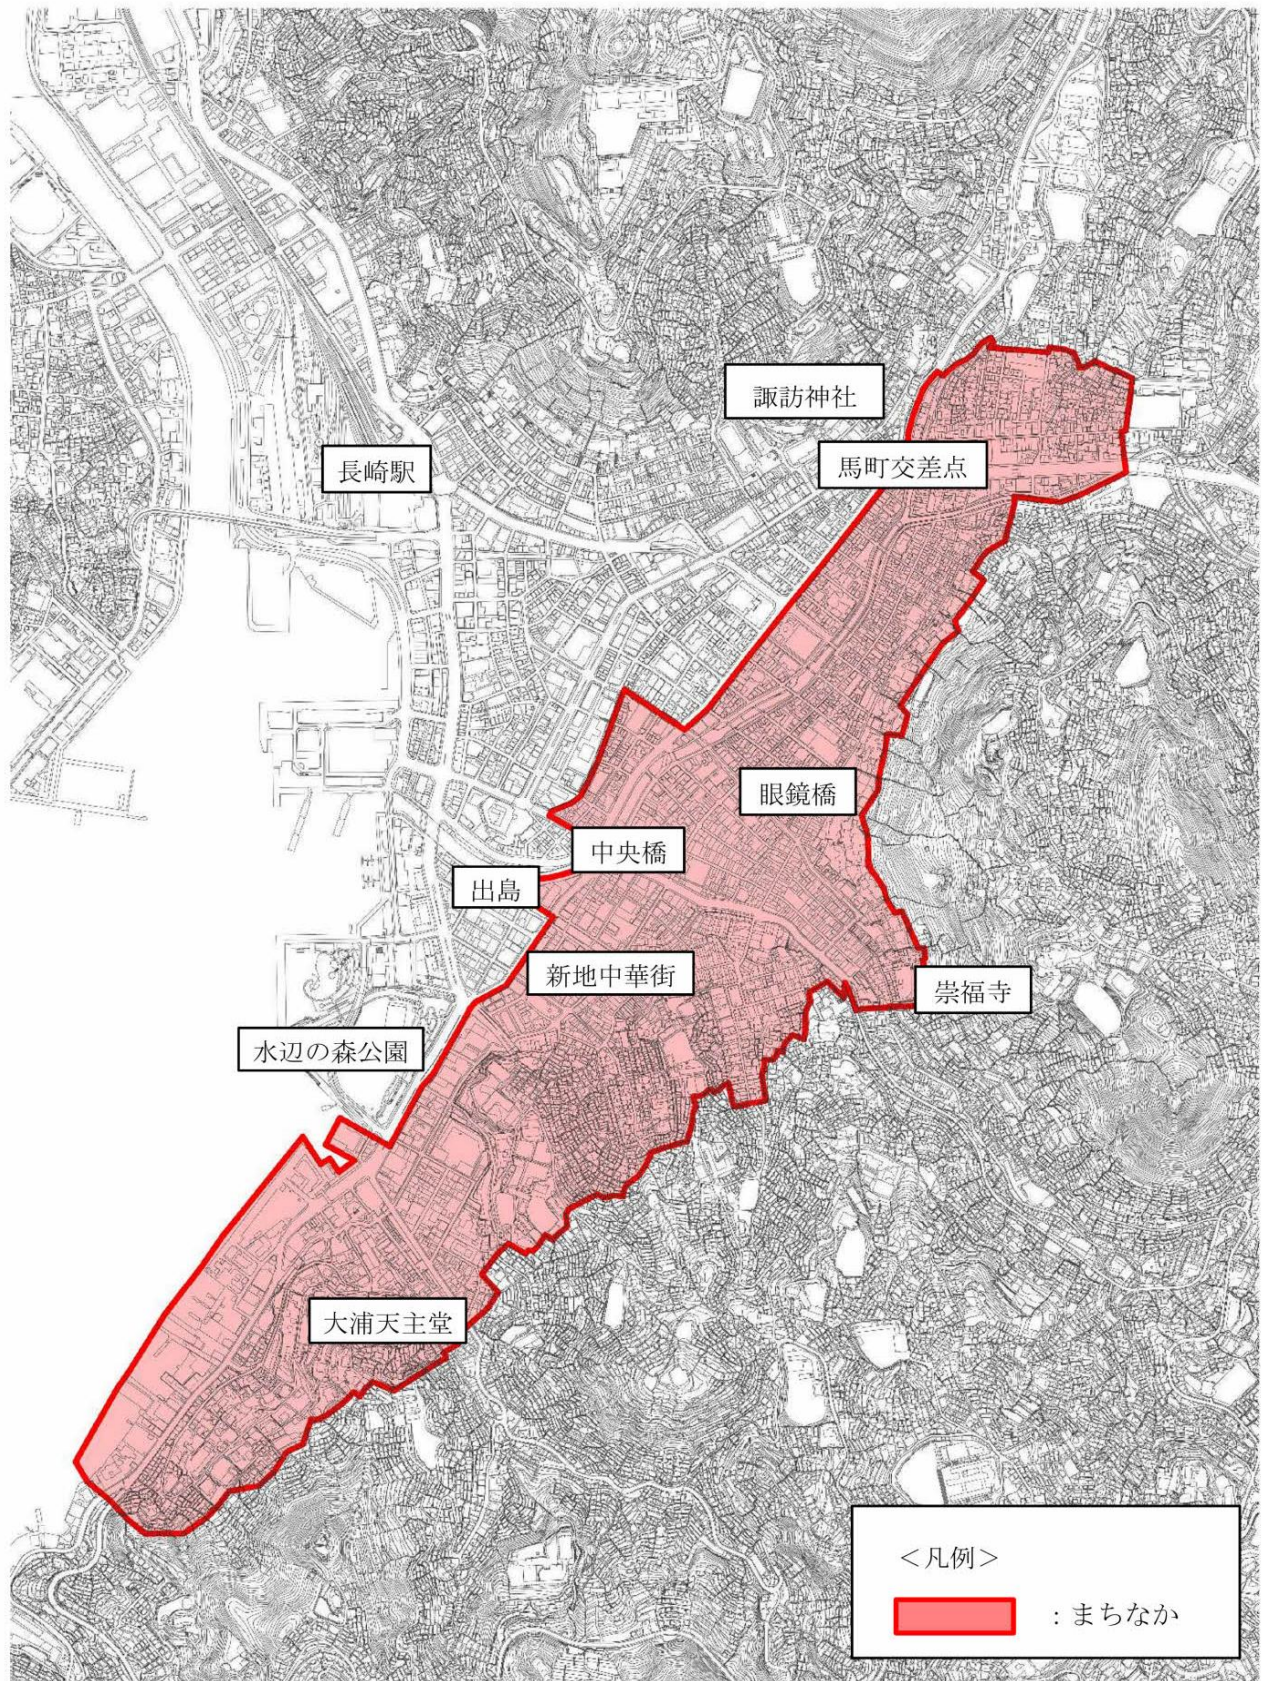 諏訪神社
長崎駅
馬町交差点
眼鏡橋
中央橋
出島
新地中華街
崇福寺
水辺の森公園
大浦天主堂
＜凡例＞
：まちなか